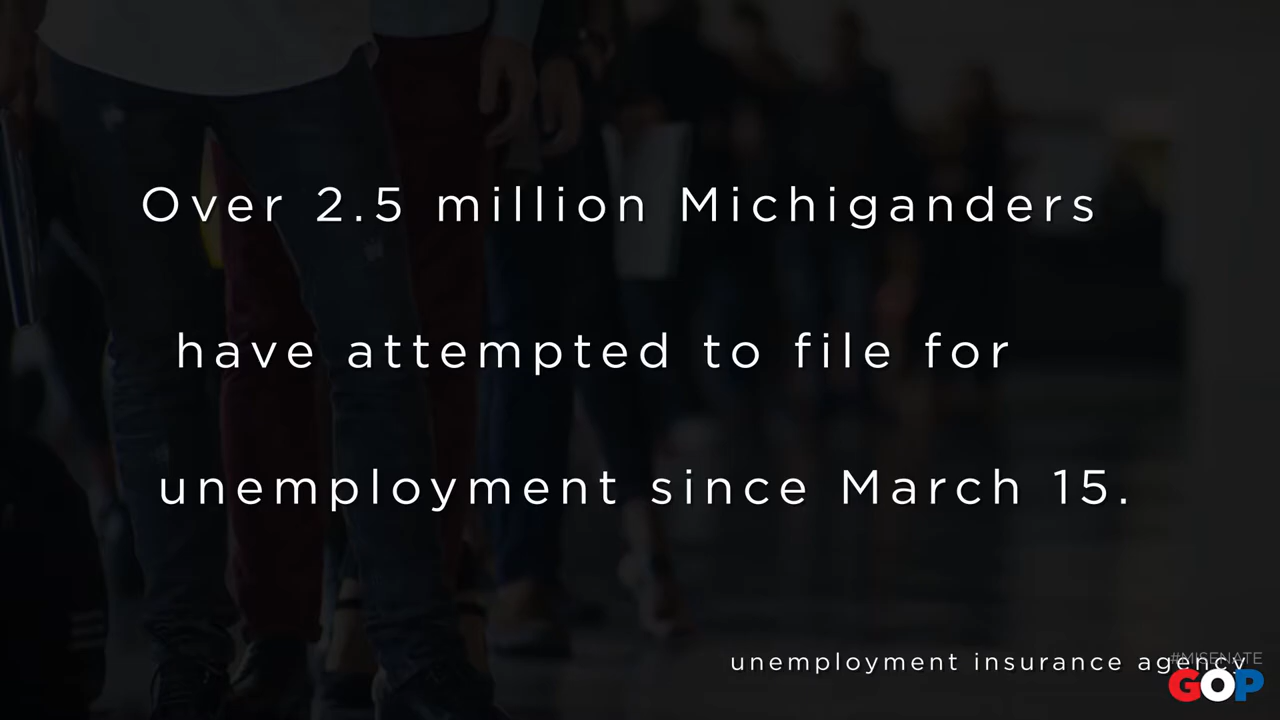 Over 2.5 million Michiganders
have attempted to file for
unemployment since March 15.
unemployment insurance agency
#MISENATE
GOP